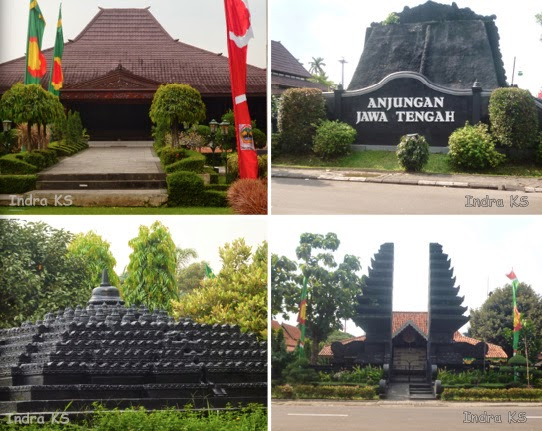 Indra KS
ANJUNGAN
JAWA TENGAH
Indra KS
Indra KS
Indra KS